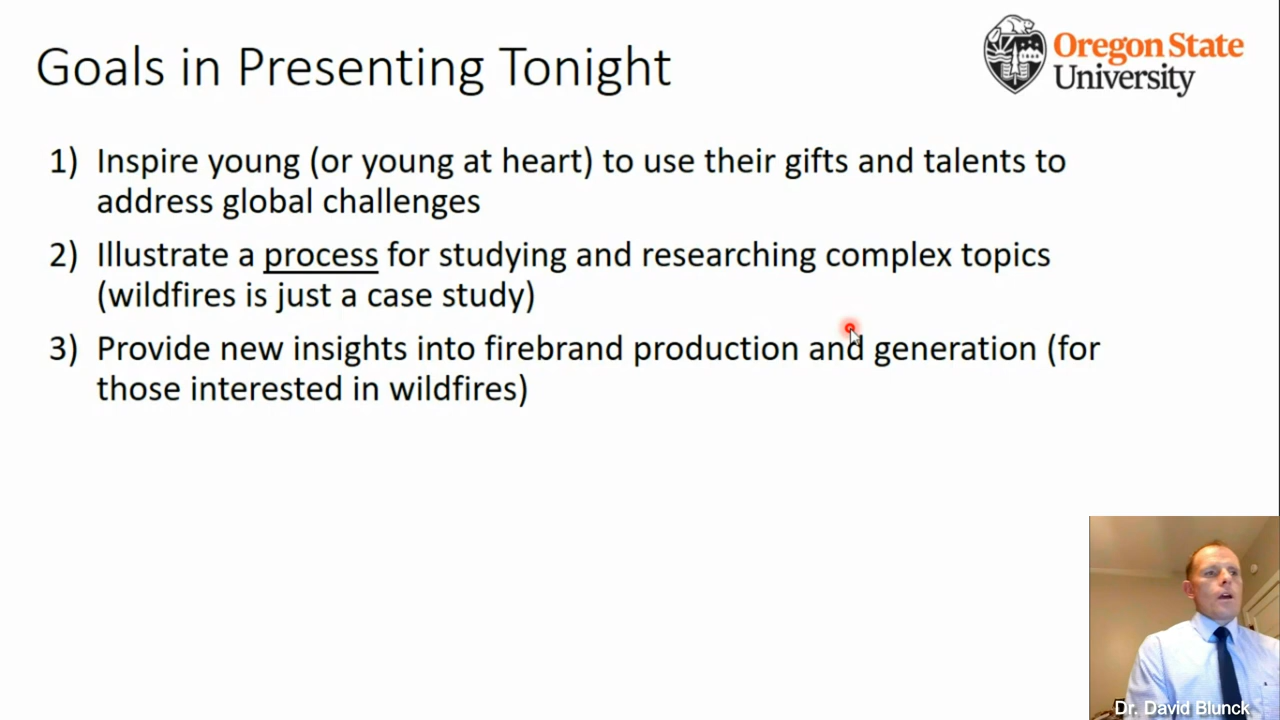 Goals in Presenting Tonight
Oregon State
University
1) Inspire young (or young at heart) to use their gifts and talents to
address global challenges
2) Illustrate a process for studying and researching complex topics
(wildfires is just a case study)
3) Provide new insights into firebrand production and generation (for
those interested in wildfires)
Dr. David Blunck